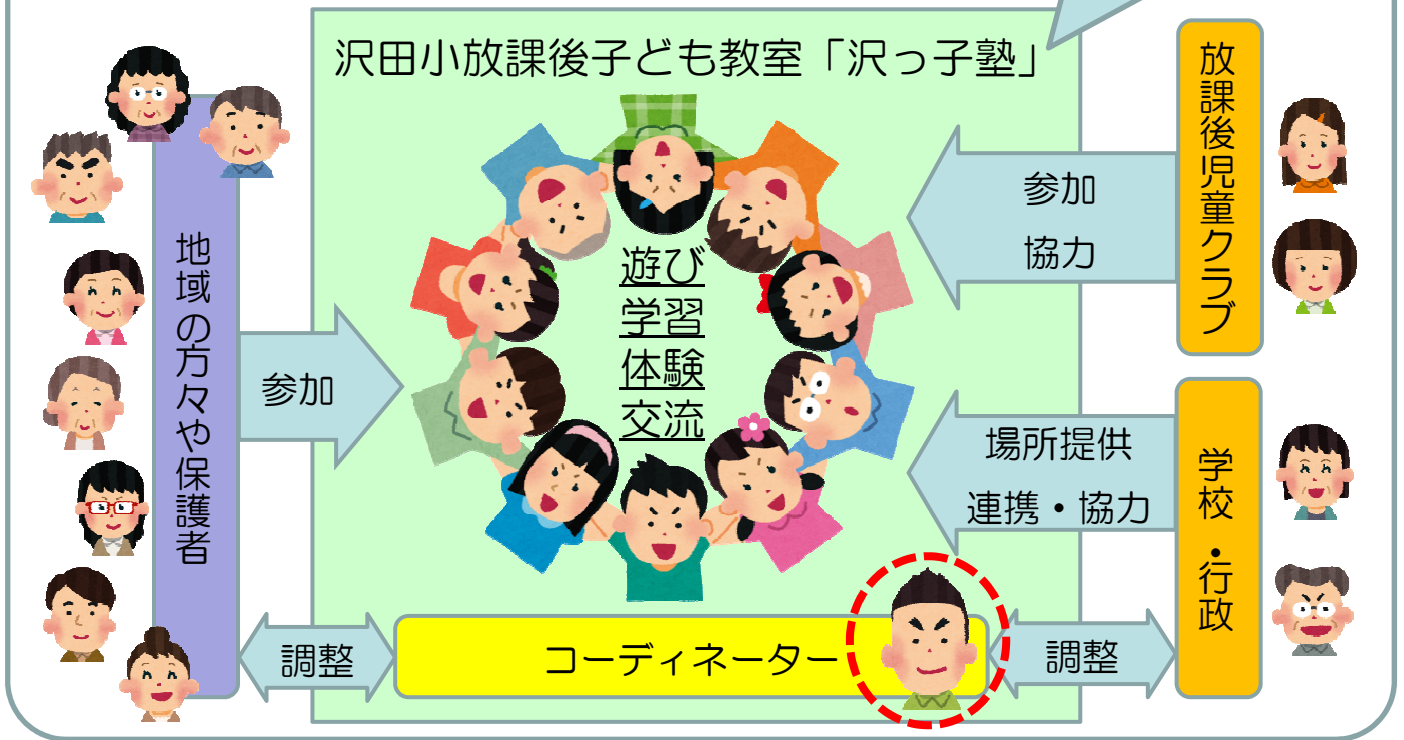 沢田小放課後子ども教室「沢っ子塾」
地域の方々や保護者
参加
遊び
学習
体験
交流
参加
協力
放課後児童クラブ
場所提供
連携・協力
学校・行政
調整
コーディネーター
調整